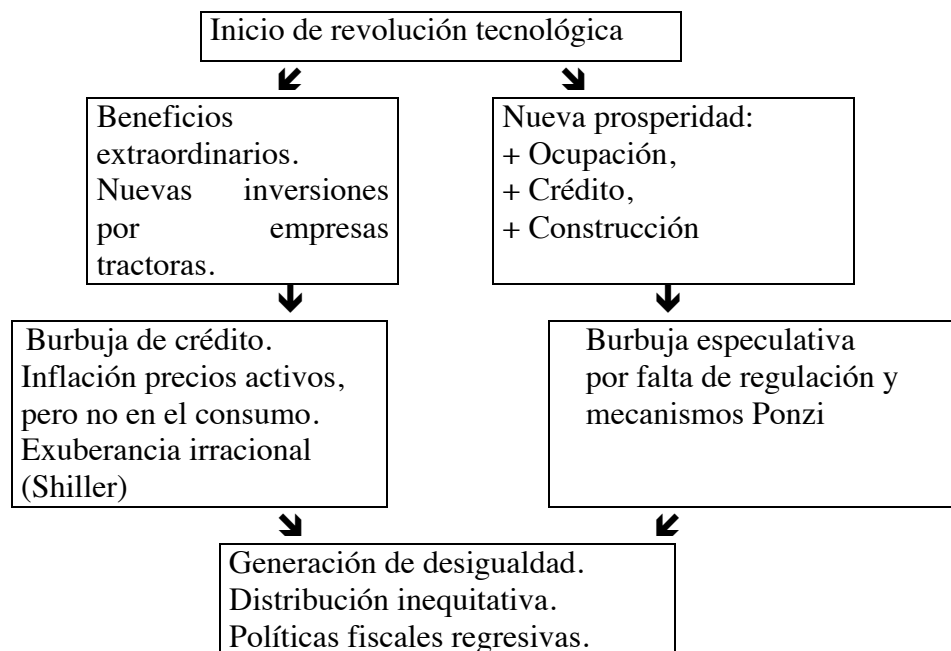 Inicio de revolución tecnológica
Beneficios
extraordinarios.
Nuevas inversiones
por empresas
tractoras.
Nueva prosperidad:
+ Ocupación,
+ Crédito,
+ Construcción
Burbuja de crédito.
Inflación precios activos,
pero no en el consumo.
Exuberancia irracional
(Shiller)
Burbuja especulativa
por falta de regulación y
mecanismos Ponzi
Generación de desigualdad.
Distribución inequitativa.
Políticas fiscales regresivas.